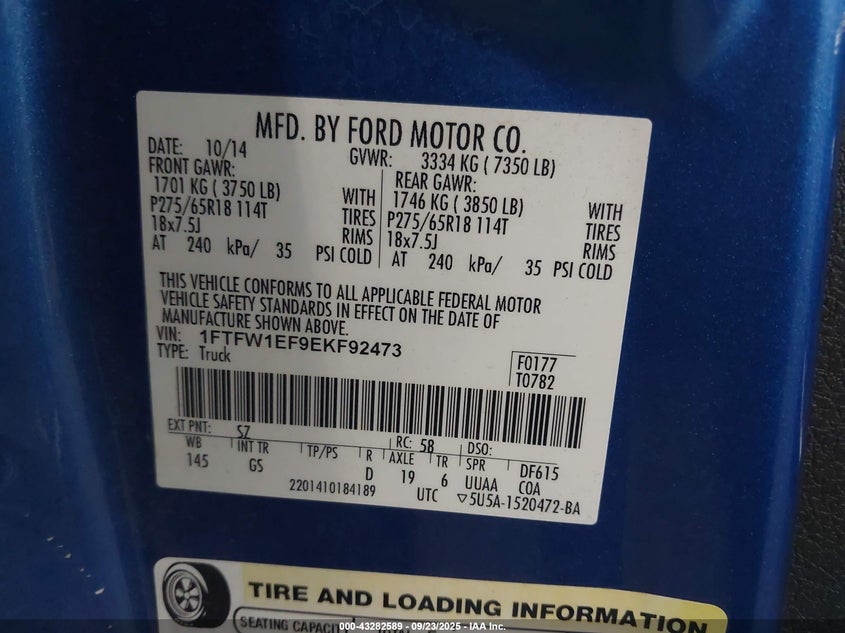 MFD. BY FORD MOTOR CO.
DATE: 10/14 GVWR: 3334 KG ( 7350 LB)
FRONT GAWR: REAR GAWR:
1701 KG ( 3750 LB) WITH 1746 KG ( 3850 LB) WITH
P275/65R18 114T TIRES P275/65R18 114T TIRES
18x7.5J RIMS 18x7.5J RIMS
AT 240 kPa/ 35 PSI COLD AT 240 kPa/ 35 PSI COLD
THIS VEHICLE CONFORMS TO ALL APPLICABLE FEDERAL MOTOR
VEHICLE SAFETY STANDARDS IN EFFECT ON THE DATE OF
MANUFACTURE SHOWN ABOVE.
VIN: 1FTFW1EF9EKF92473
TYPE: Truck
F0177
T0782
EXT PNT: SZ RC: 5B DSO:
WB INT TR TP/PS R AXLE TR SPR DF615
145 GS D 19 6 UUAA COA
2201410184189 UTC ▽5U5A-1520472-BA
TIRE AND LOADING INFORMATION
SEATING CAPACITY
000-43282589 - 09/23/2025 - IAA Inc.